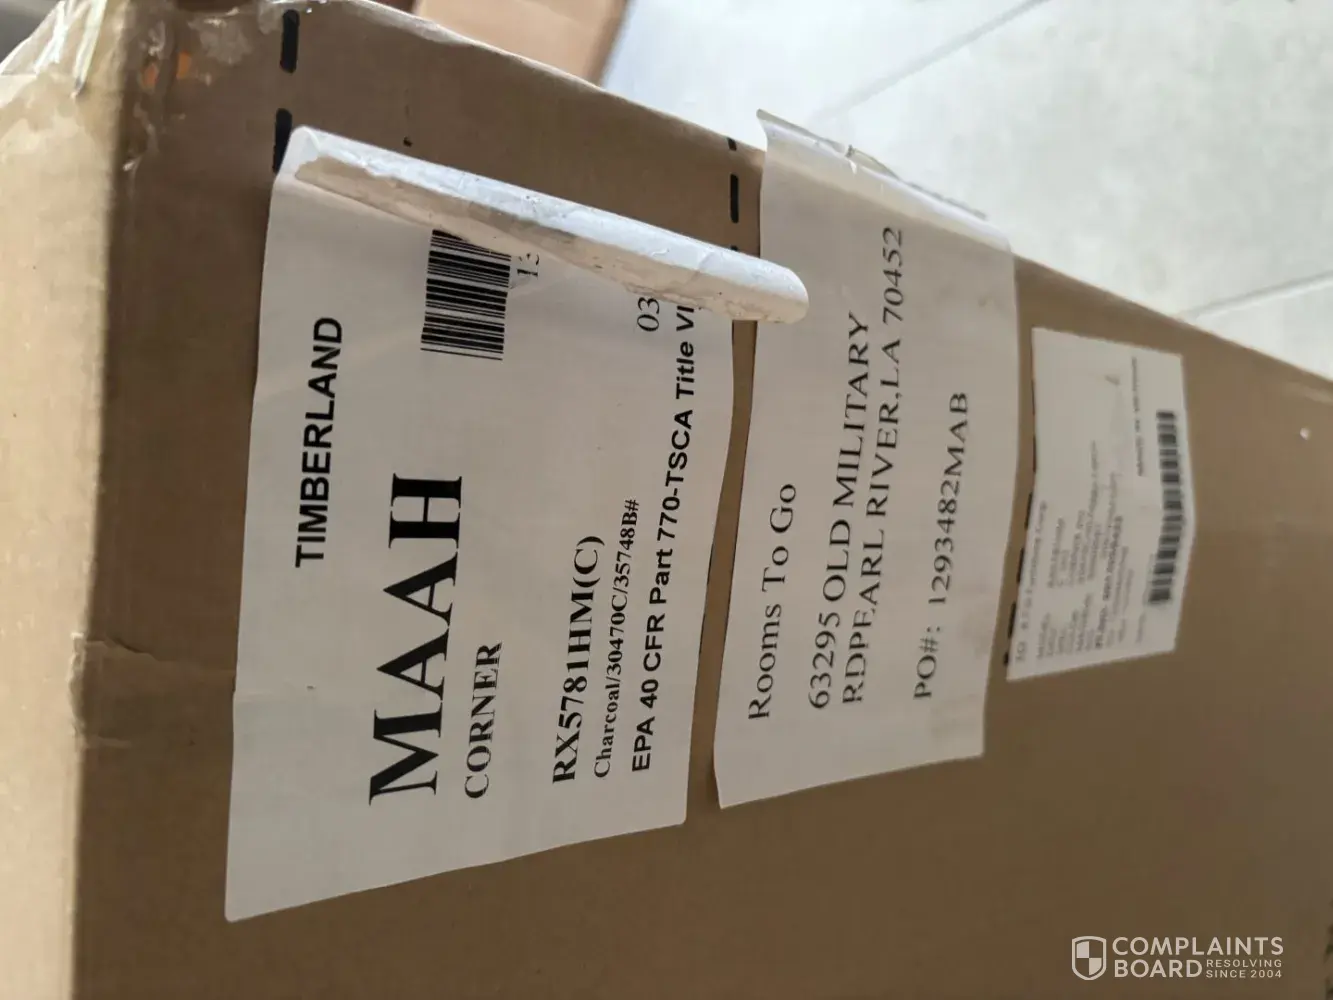 TIMBERLAND
MAAH
CORNER
RX5781HM(C)
Charcoal/30470C/35748B#
03
EPA 40 CFR Part 770-TSCA Title VI
Rooms To Go
63295 OLD MILITARY
RDPEARL RIVER,LA 70452
PO#: 1293482MAB
COMPLAINTS
BOARD RESOLVING
SINCE 2004